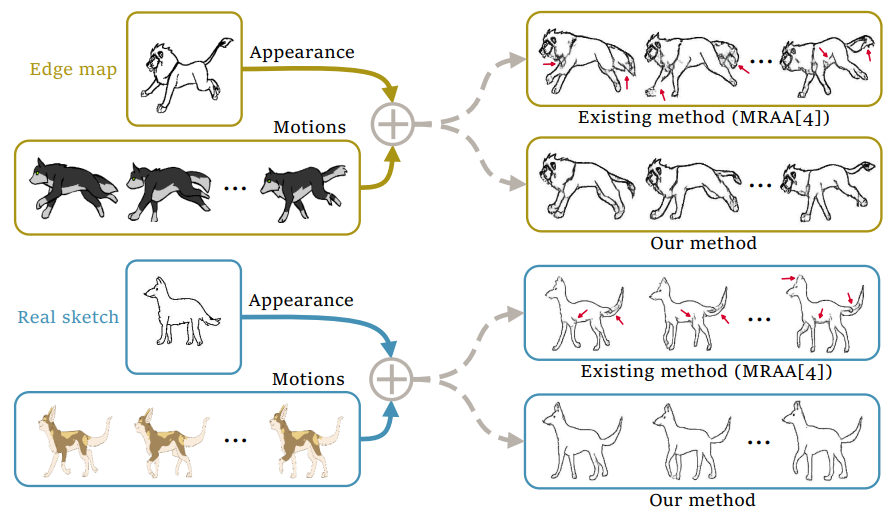 Edge map
Appearance
Motions
...
...
Existing method (MRAA[4])
...
Our method
Real sketch
Appearance
Motions
...
...
Existing method (MRAA[4])
...
Our method